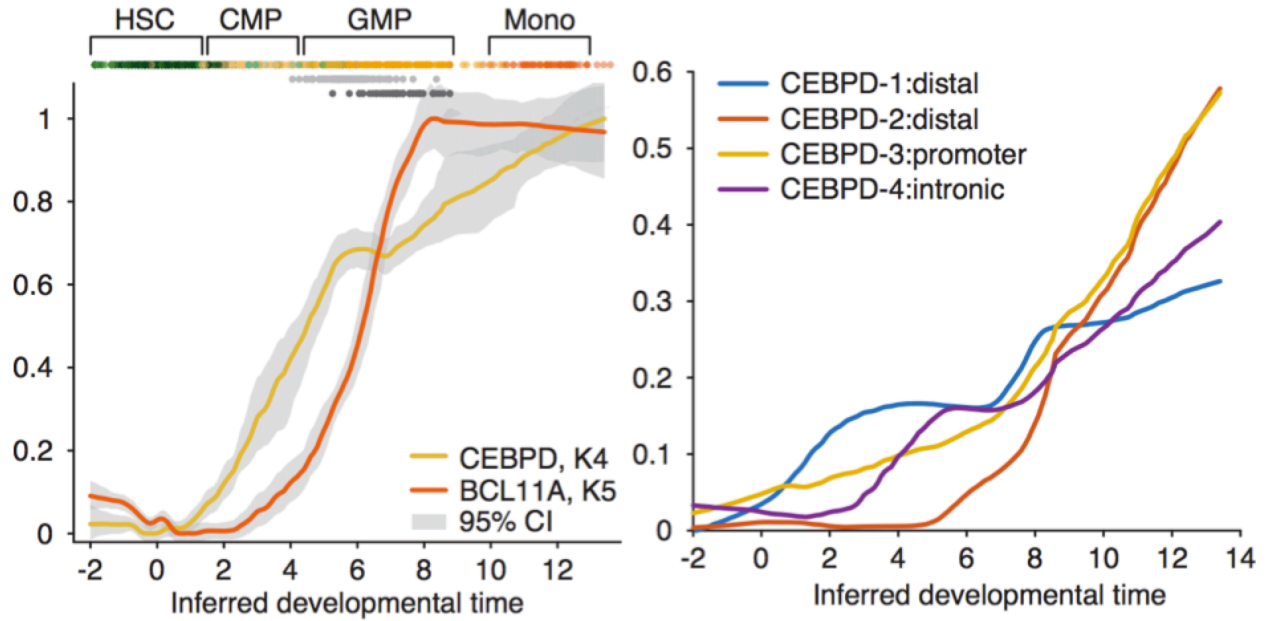 HSC CMP GMP Mono
1
0.8
0.6
0.4
0.2
0
CEBPD, K4
BCL11A, K5
95% CI
-2 0 2 4 6 8 10 12
Inferred developmental time
0.6
0.5
0.4
0.3
0.2
0.1
0
CEBPD-1:distal
CEBPD-2:distal
CEBPD-3:promoter
CEBPD-4:intronic
-2 0 2 4 6 8 10 12 14
Inferred developmental time